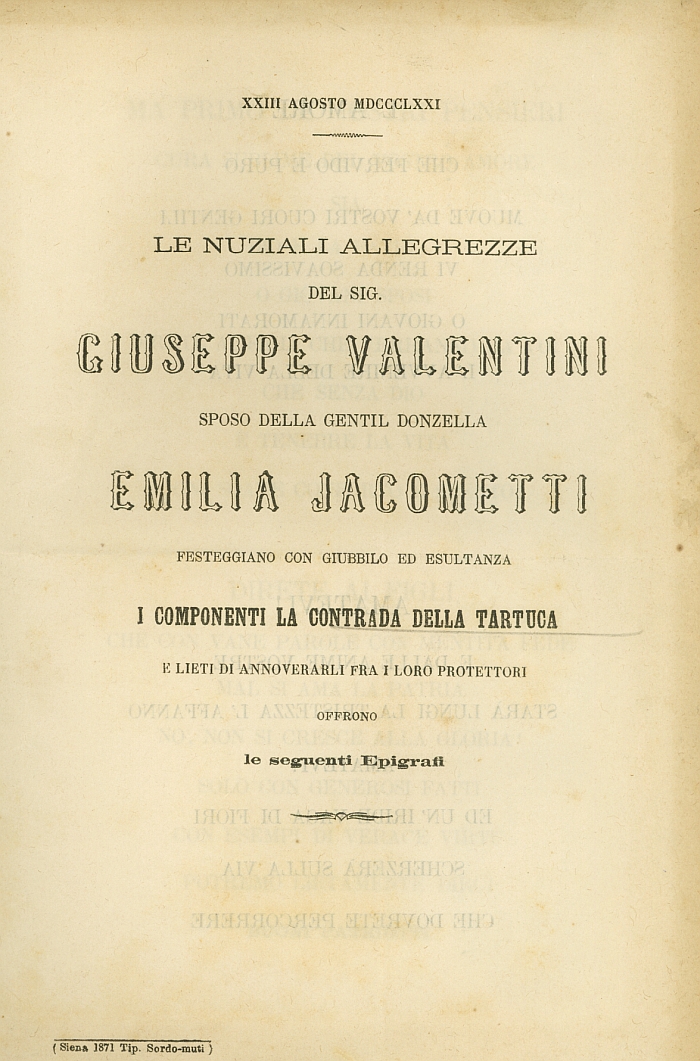 XXIII AGOSTO MDCCCLXXI
LE NUZIALI ALLEGREZZE
DEL SIG.
GIUSEPPE VALENTINI
SPOSO DELLA GENTIL DONZELLA
EMILIA JACOMETTI
FESTEGGIANO CON GIUBBILO ED ESULTANZA
I COMPONENTI LA CONTRADA DELLA TARTUCA
E LIETI DI ANNOVERARLI FRA I LORO PROTETTORI
OFFRONO
le seguenti Epigrafi
( Siena 1871 Tip. Sordo-muti )